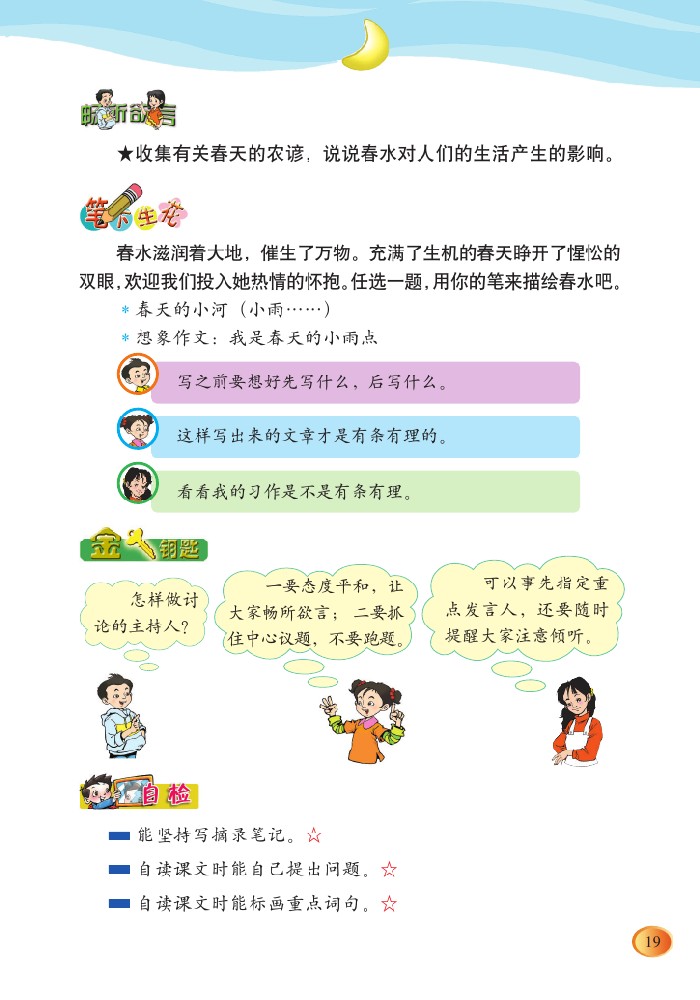 畅所欲言
★收集有关春天的农谚，说说春水对人们的生活产生的影响。
笔下生花
春水滋润着大地，催生了万物。充满了生机的春天睁开了惺忪的
双眼，欢迎我们投入她热情的怀抱。任选一题，用你的笔来描绘春水吧。
* 春天的小河（小雨……）
* 想象作文：我是春天的小雨点
写之前要想好先写什么，后写什么。
这样写出来的文章才是有条有理的。
看看我的习作是不是有条有理。
金钥匙
怎样做讨
论的主持人？
一要态度平和，让
大家畅所欲言；二要抓
住中心议题，不要跑题。
可以事先指定重
点发言人，还要随时
提醒大家注意倾听。
自检
能坚持写摘录笔记。☆
自读课文时能自己提出问题。☆
自读课文时能标画重点词句。☆
19